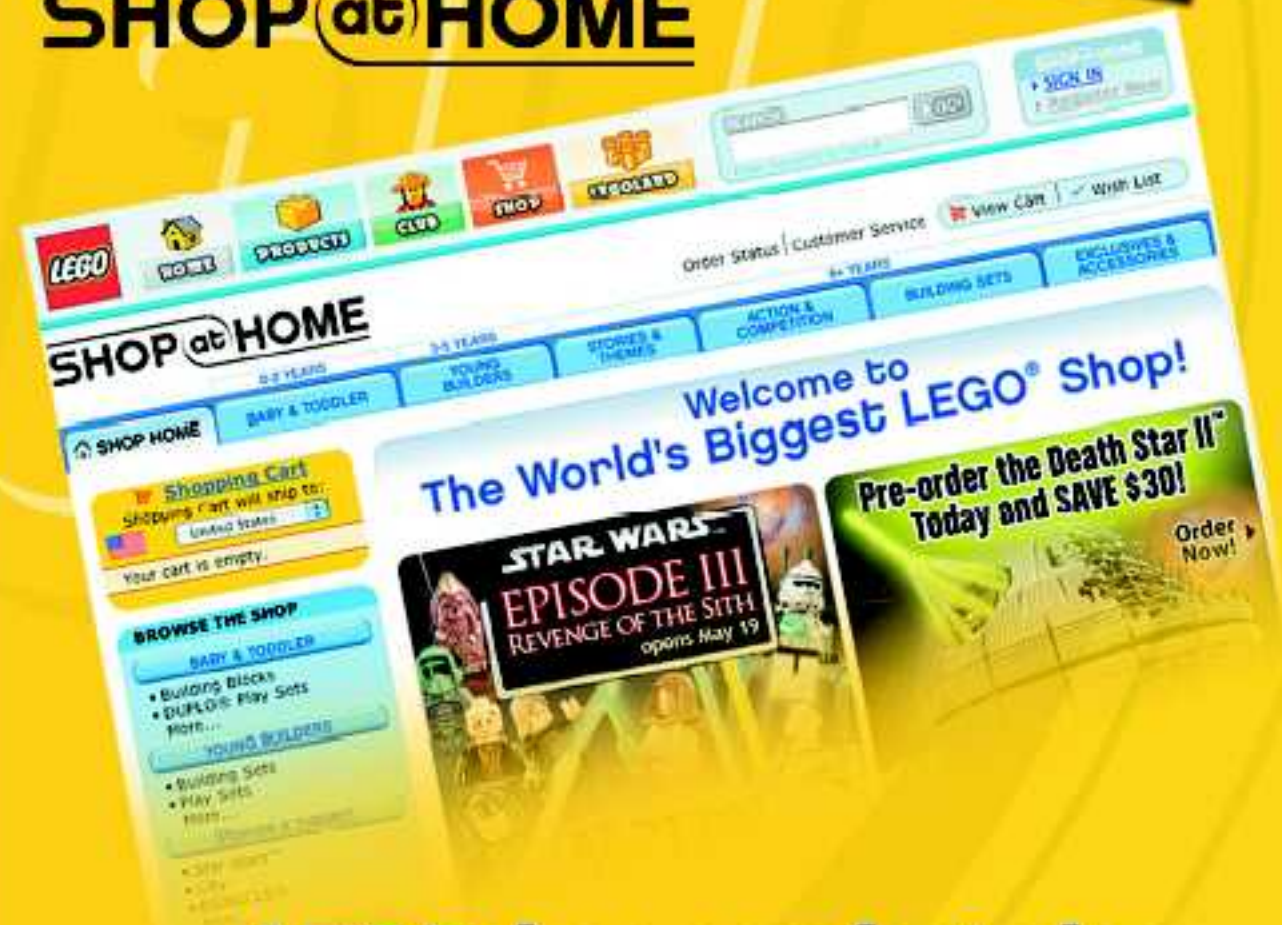 SHOP at HOME
SIGN IN
LEGO
HOME
PRODUCTS
CLUB
SHOP
LEGOLAND
Order Status | Customer Service
View Cart | Wish List
SHOP at HOME
0-2 YEARS
3-5 YEARS
6+ YEARS
SHOP HOME
BABY & TODDLER
YOUNG BUILDERS
STORIES & THEMES
ACTION & COMPETITION
BUILDING SETS
EXCLUSIVES & ACCESSORIES
Welcome to
The World's Biggest LEGO® Shop!
Shopping Cart
Shopping Cart will ship to:
United States
Your cart is empty.
STAR WARS
EPISODE III
REVENGE OF THE SITH
opens May 19
Pre-order the Death Star II™
Today and SAVE $30!
Order
Now!
BROWSE THE SHOP
BABY & TODDLER
• Building Blocks
• DUPLO® Play Sets
More...
YOUNG BUILDERS
• Building Sets
• Play Sets
More...